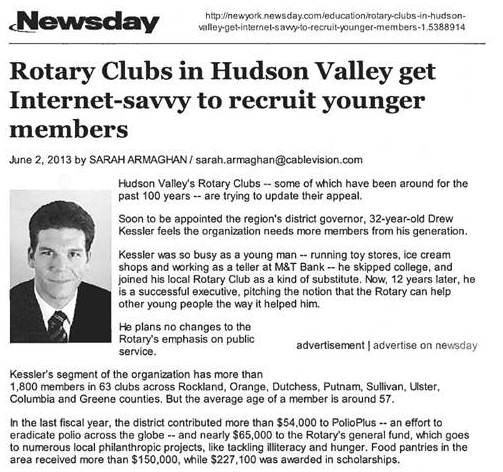 Newsday
http://newyork.newsday.com/education/rotary-clubs-in-hudson-
valley-get-internet-savvy-to-recruit-younger-members-1.5388914
Rotary Clubs in Hudson Valley get
Internet-savvy to recruit younger
members
June 2, 2013 by SARAH ARMAGHAN / sarah.armaghan@cablevision.com
Hudson Valley's Rotary Clubs -- some of which have been around for the
past 100 years -- are trying to update their appeal.
Soon to be appointed the region's district governor, 32-year-old Drew
Kessler feels the organization needs more members from his generation.
Kessler was so busy as a young man -- running toy stores, ice cream
shops and working as a teller at M&T Bank -- he skipped college, and
joined his local Rotary Club as a kind of substitute. Now, 12 years later, he
is a successful executive, pitching the notion that the Rotary can help
other young people the way it helped him.
He plans no changes to the
Rotary's emphasis on public
service.
advertisement | advertise on newsday
Kessler's segment of the organization has more than
1,800 members in 63 clubs across Rockland, Orange, Dutchess, Putnam, Sullivan, Ulster,
Columbia and Greene counties. But the average age of a member is around 57.
In the last fiscal year, the district contributed more than $54,000 to PolioPlus -- an effort to
eradicate polio across the globe -- and nearly $65,000 to the Rotary's general fund, which goes
to numerous local philanthropic projects, like tackling illiteracy and hunger. Food pantries in the
area received more than $150,000, while $227,100 was awarded in scholarships.